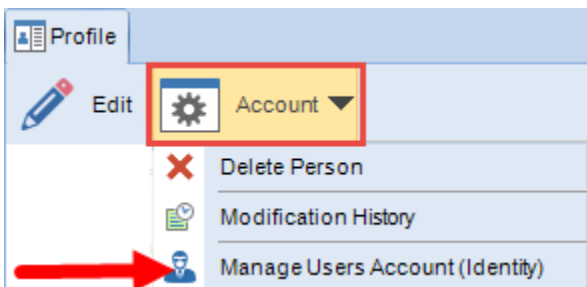 Profile
Edit Account
Delete Person
Modification History
Manage Users Account (Identity)